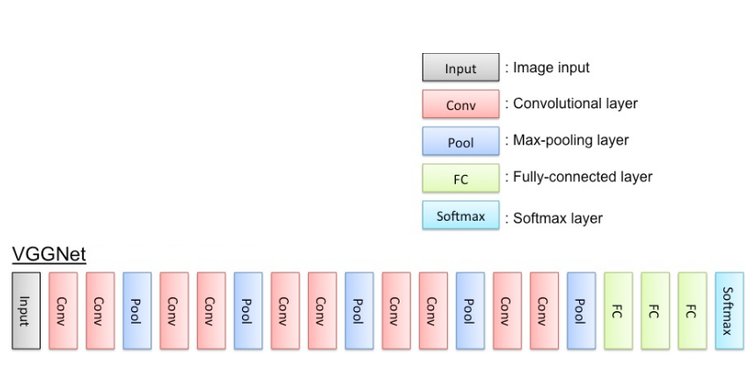 Input : Image input
Conv : Convolutional layer
Pool : Max-pooling layer
FC : Fully-connected layer
Softmax : Softmax layer
VGGNet
Input
Conv
Conv
Pool
Conv
Conv
Pool
Conv
Conv
Pool
Conv
Conv
Pool
Conv
Conv
Pool
FC
FC
FC
Softmax